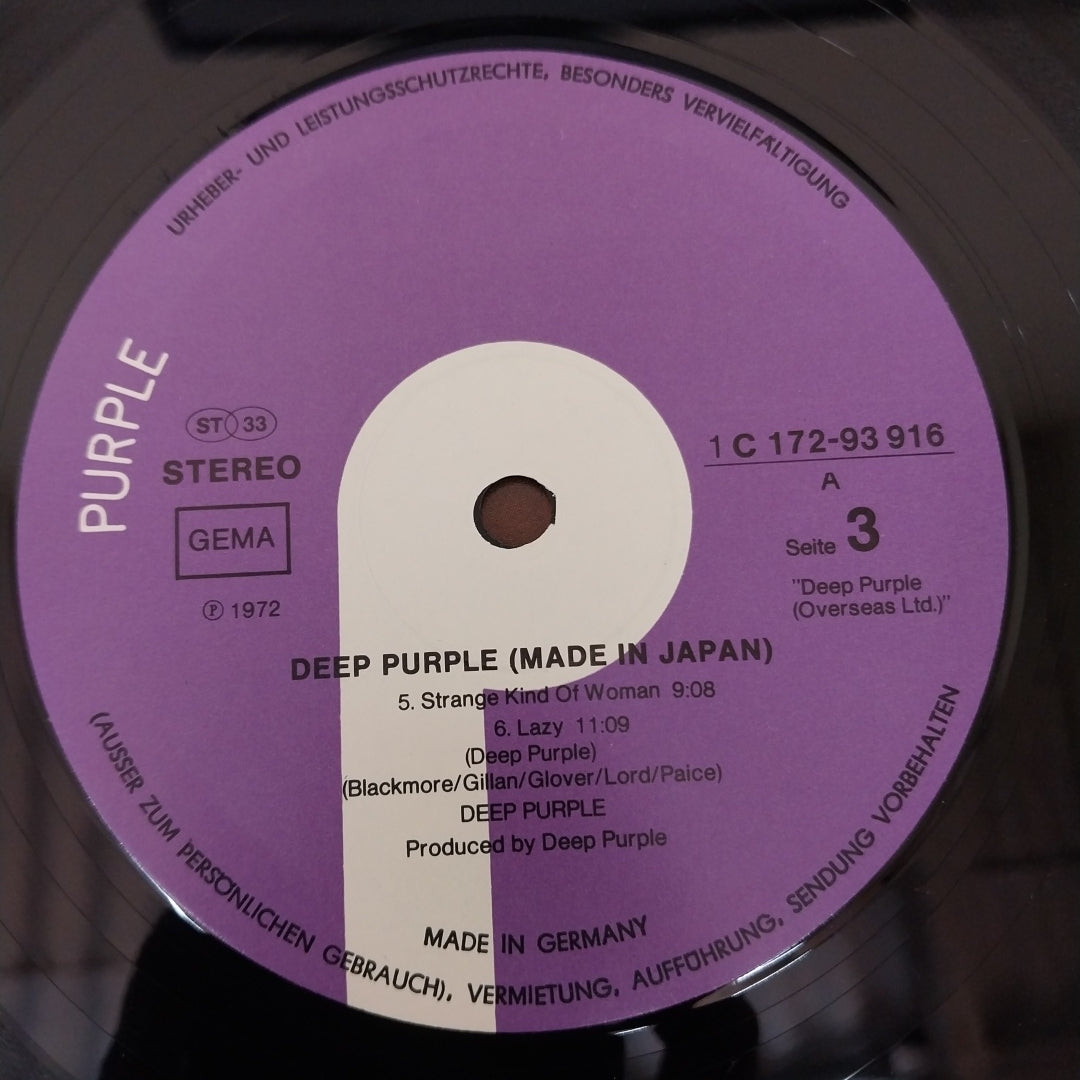 URHEBER- UND LEISTUNGSSCHUTZRECHTE, BESONDERS VERVIELFÄLTIGUNG
(AUSSER ZUM PERSÖNLICHEN GEBRAUCH), VERMIETUNG, AUFFÜHRUNG, SENDUNG VORBEHALTEN
PURPLE
ST 33
STEREO
GEMA
Ⓟ 1972
1 C 172-93 916
A
Seite 3
"Deep Purple
(Overseas Ltd.)"
DEEP PURPLE (MADE IN JAPAN)
5. Strange Kind Of Woman 9:08
6. Lazy 11:09
(Deep Purple)
(Blackmore/Gillan/Glover/Lord/Paice)
DEEP PURPLE
Produced by Deep Purple
MADE IN GERMANY